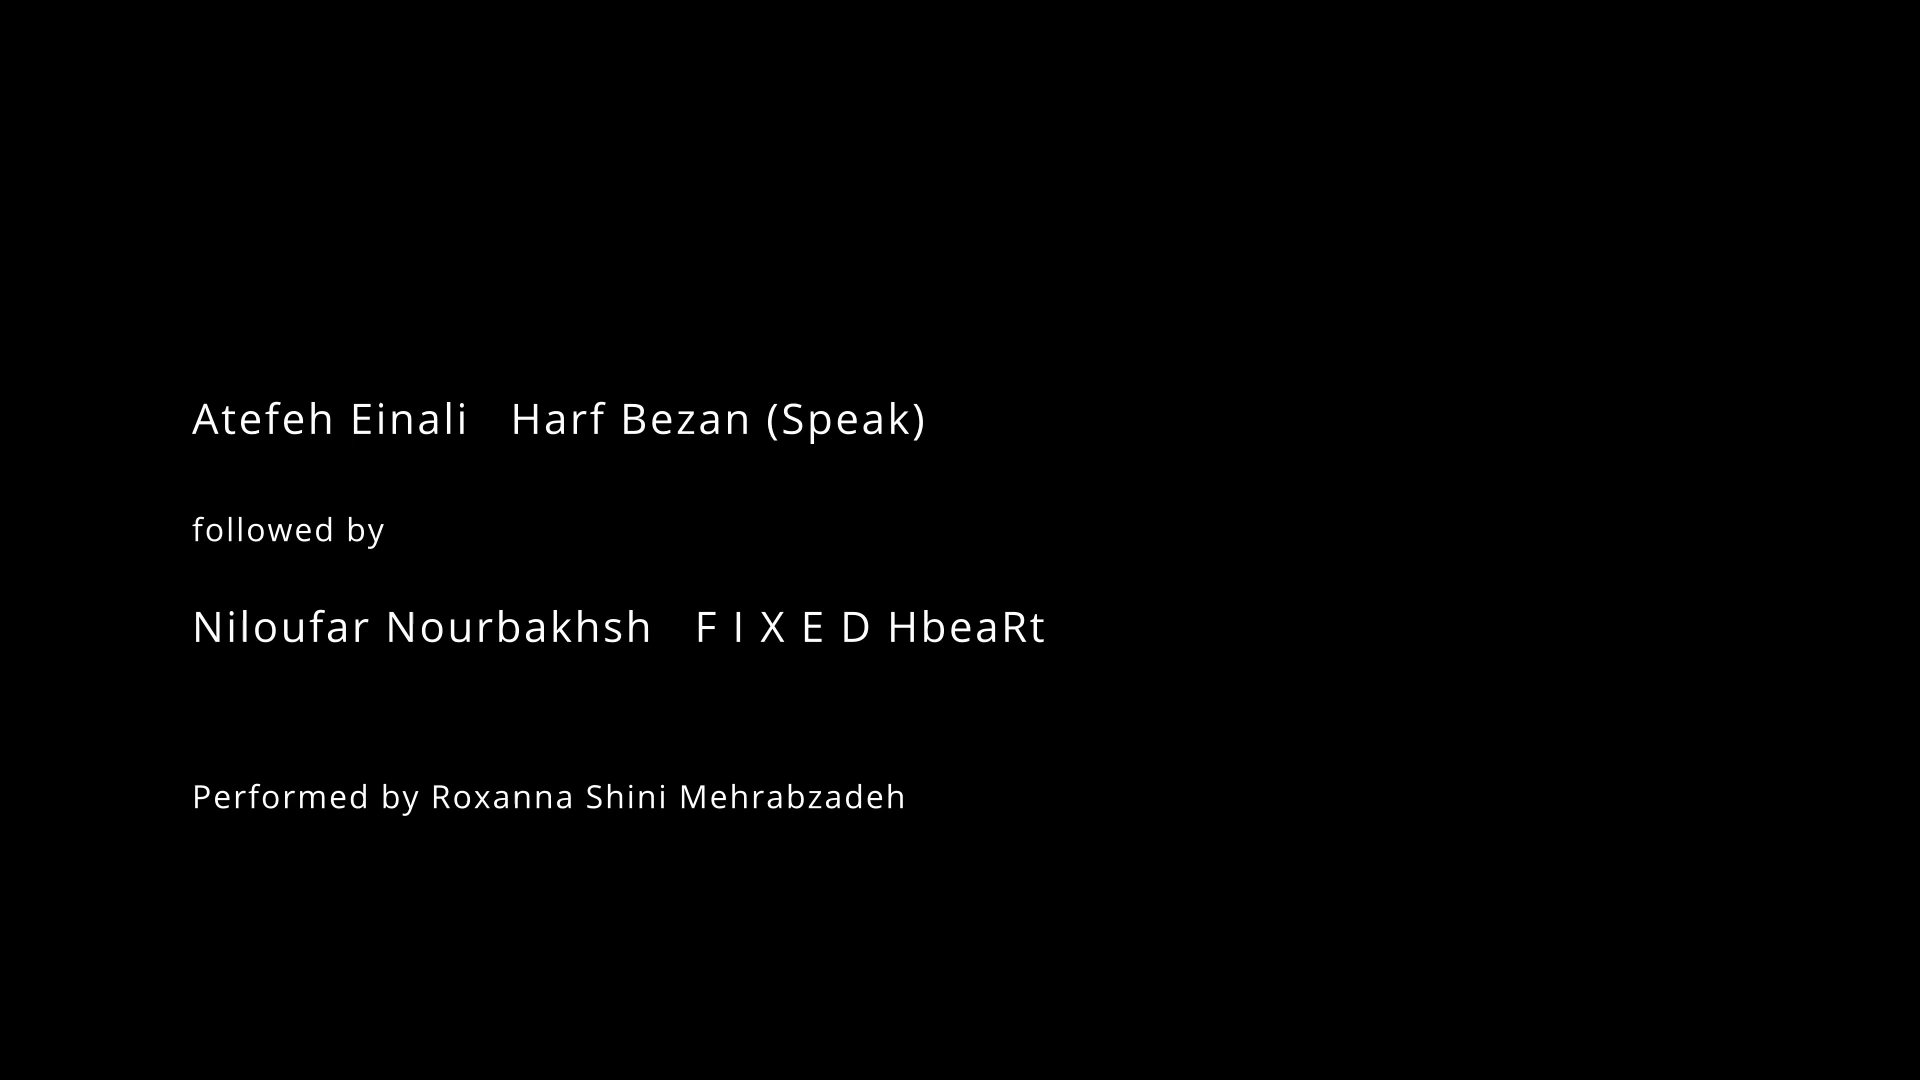 Atefeh Einali   Harf Bezan (Speak)
followed by
Niloufar Nourbakhsh   F I X E D HbeaRt
Performed by Roxanna Shini Mehrabzadeh